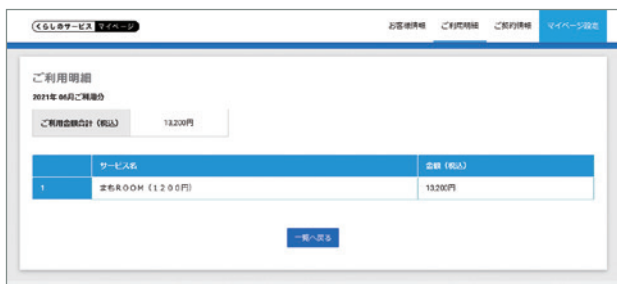 くらしのサービス マイページ
お客様情報 ご利用明細 ご契約情報 マイページ設定
ご利用明細
2021年06月ご利用分
ご利用金額合計（税込） 13,200円
サービス名 金額（税込）
1 まちROOM（1200円） 13,200円
一覧へ戻る